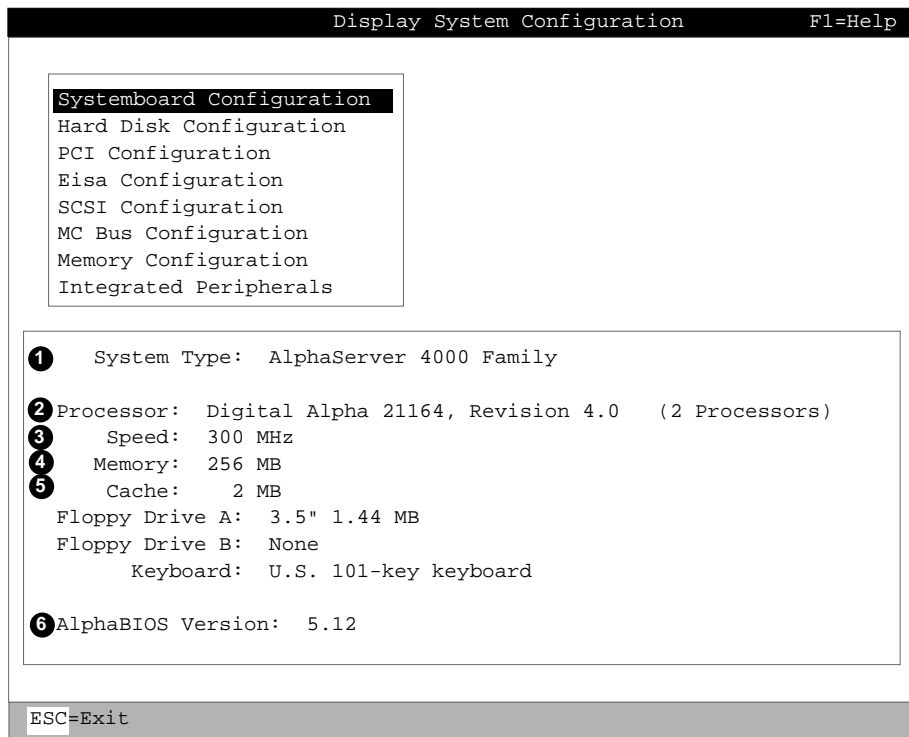 Display System Configuration F1=Help
Systemboard Configuration
Hard Disk Configuration
PCI Configuration
Eisa Configuration
SCSI Configuration
MC Bus Configuration
Memory Configuration
Integrated Peripherals
1 System Type: AlphaServer 4000 Family
2 Processor: Digital Alpha 21164, Revision 4.0 (2 Processors)
3 Speed: 300 MHz
4 Memory: 256 MB
5 Cache: 2 MB
Floppy Drive A: 3.5" 1.44 MB
Floppy Drive B: None
Keyboard: U.S. 101-key keyboard
6 AlphaBIOS Version: 5.12
ESC=Exit